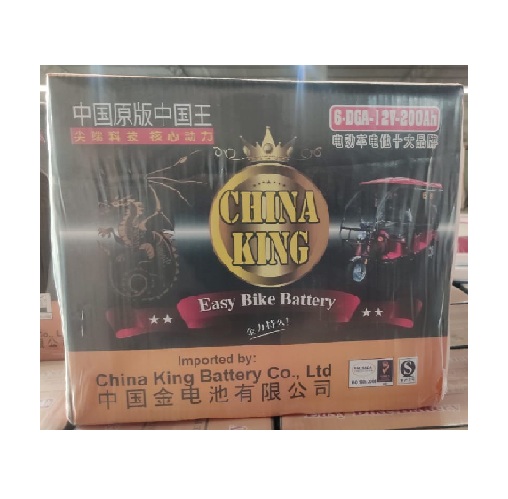 中国原版中国王
尖端科技 核心动力
6-DGA-12V-200Ah
电动车电池十大品牌
CHINA
KING
Easy Bike Battery
Imported by:
China King Battery Co., Ltd
中国金电池有限公司